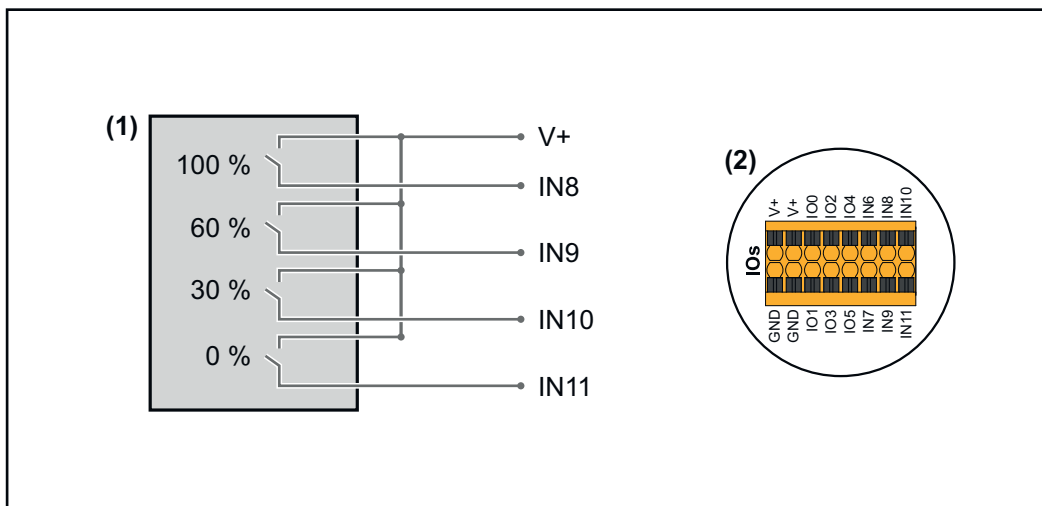 (1)
100 %
60 %
30 %
0 %
V+
IN8
IN9
IN10
IN11
(2)
IOs
V+ V+ IO0 IO2 IO4 IN6 IN8 IN10
GND GND IO1 IO3 IO5 IN7 IN9 IN11